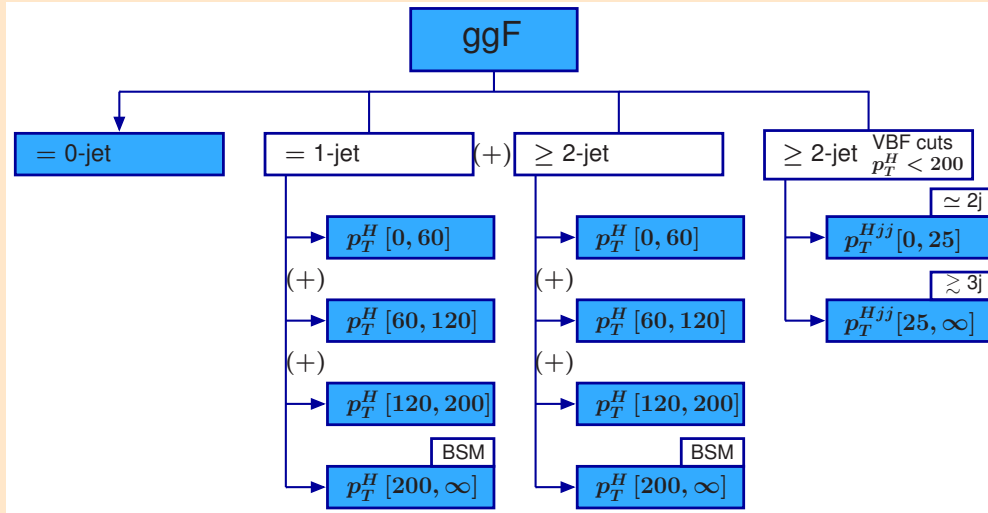 ggF
= 0-jet
= 1-jet
(+)
≥ 2-jet
≥ 2-jet VBF cuts
p_T^H < 200
≃ 2j
p_T^H [0, 60]
p_T^H [0, 60]
p_T^{Hjj} [0, 25]
(+)
(+)
≳ 3j
p_T^H [60, 120]
p_T^H [60, 120]
p_T^{Hjj} [25, ∞]
(+)
(+)
p_T^H [120, 200]
p_T^H [120, 200]
BSM
BSM
p_T^H [200, ∞]
p_T^H [200, ∞]